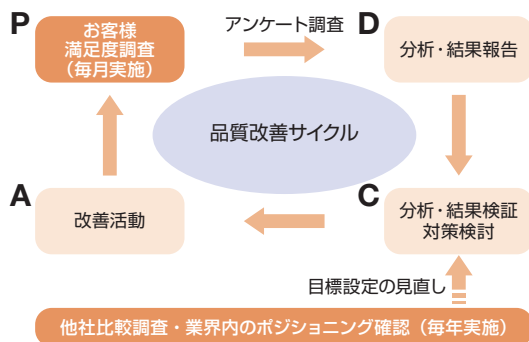 P
お客様
満足度調査
（毎月実施）
アンケート調査
D
分析・結果報告
品質改善サイクル
A
改善活動
C
分析・結果検証
対策検討
目標設定の見直し
他社比較調査・業界内のポジショニング確認（毎年実施）